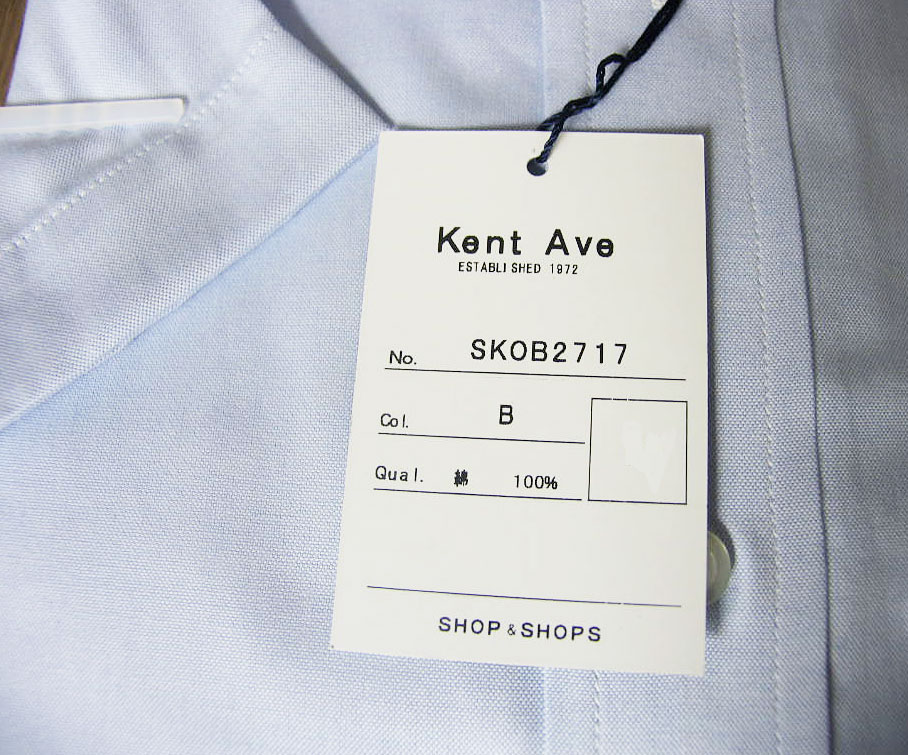 Kent Ave
ESTABLISHED 1972
No. SKOB2717
Col. B
Qual. 綿 100%
SHOP & SHOPS